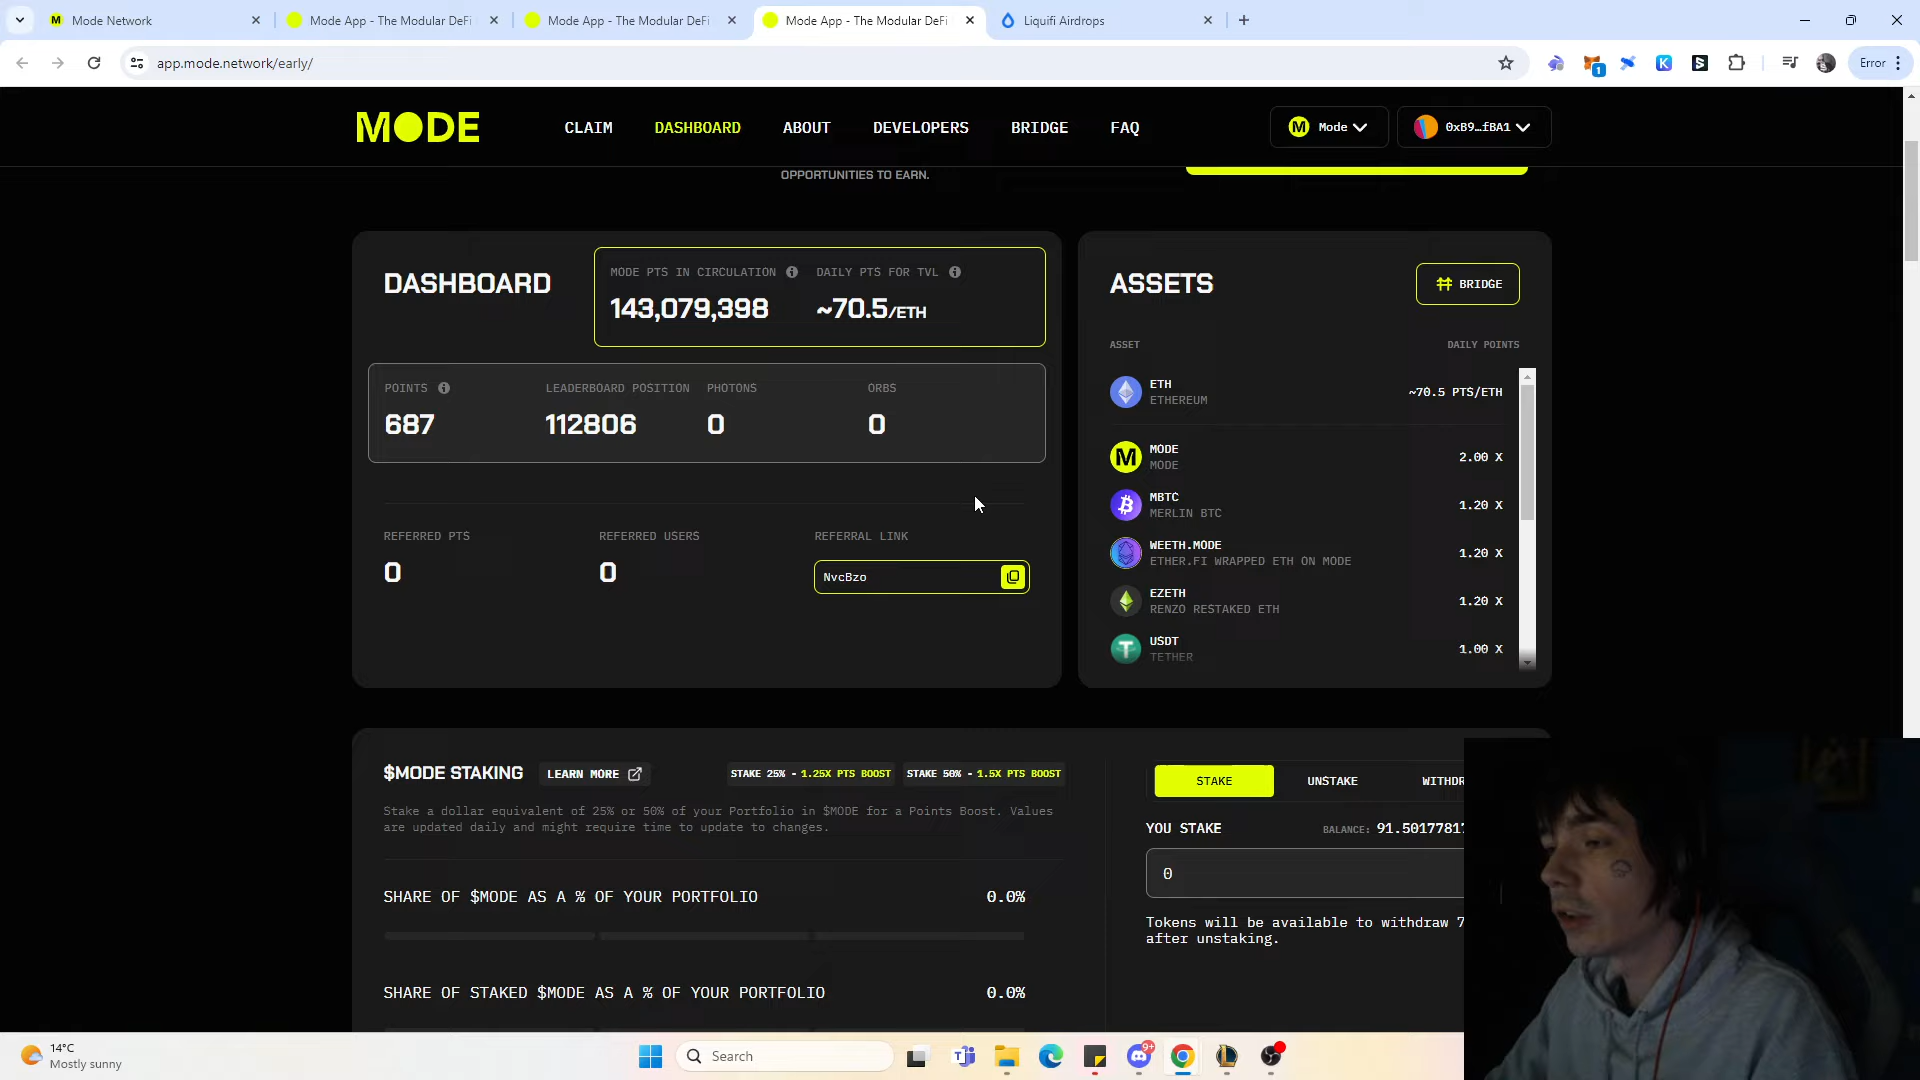 Mode Network
Mode App - The Modular DeFi
Mode App - The Modular DeFi
Mode App - The Modular DeFi
Liquifi Airdrops
app.mode.network/early/
1
K
Error
MODE
CLAIM
DASHBOARD
ABOUT
DEVELOPERS
BRIDGE
FAQ
Mode
0xB9…fBA1
OPPORTUNITIES TO EARN.
DASHBOARD
MODE PTS IN CIRCULATION
DAILY PTS FOR TVL
143,079,398
~70.5/ETH
POINTS
LEADERBOARD POSITION
PHOTONS
ORBS
687
112806
0
0
REFERRED PTS
REFERRED USERS
REFERRAL LINK
0
0
NvcBzo
ASSETS
BRIDGE
ASSET
DAILY POINTS
ETH
ETHEREUM
~70.5 PTS/ETH
MODE
MODE
2.00 X
MBTC
MERLIN BTC
1.20 X
WEETH.MODE
ETHER.FI WRAPPED ETH ON MODE
1.20 X
EZETH
RENZO RESTAKED ETH
1.20 X
USDT
TETHER
1.00 X
$MODE STAKING
LEARN MORE
STAKE 25% - 1.25X PTS BOOST
STAKE 50% - 1.5X PTS BOOST
Stake a dollar equivalent of 25% or 50% of your Portfolio in $MODE for a Points Boost. Values
are updated daily and might require time to update to changes.
SHARE OF $MODE AS A % OF YOUR PORTFOLIO
0.0%
SHARE OF STAKED $MODE AS A % OF YOUR PORTFOLIO
0.0%
STAKE
UNSTAKE
WITHDR
YOU STAKE
BALANCE: 91.50177817
0
Tokens will be available to withdraw 7
after unstaking.
14°C
Mostly sunny
Search
9+